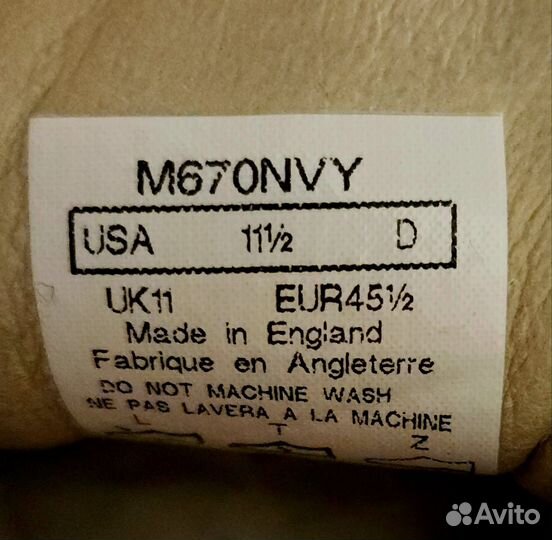 M670NVY
USA 11½ D
UK11 EUR45½
Made in England
Fabrique en Angleterre
DO NOT MACHINE WASH
NE PAS LAVERA A LA MACHINE
L T Z
Avito